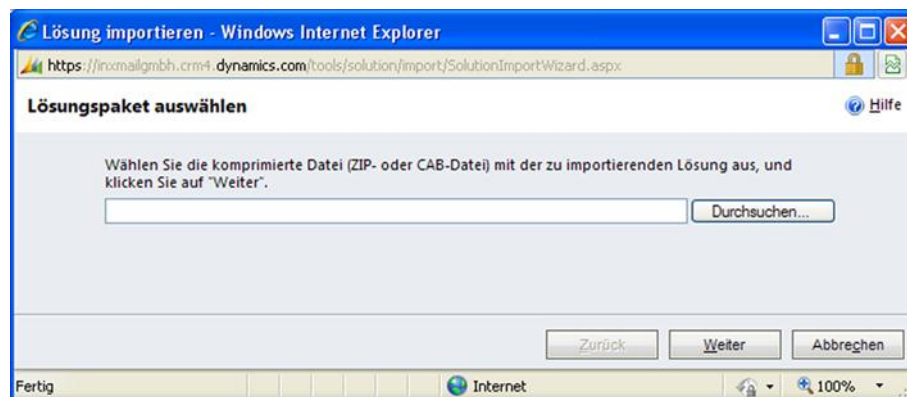 Lösung importieren - Windows Internet Explorer
https://inxmailgmbh.crm4.dynamics.com/tools/solution/import/SolutionImportWizard.aspx
Lösungspaket auswählen
Hilfe
Wählen Sie die komprimierte Datei (ZIP- oder CAB-Datei) mit der zu importierenden Lösung aus, und
klicken Sie auf "Weiter".
Durchsuchen...
Zurück
Weiter
Abbrechen
Fertig
Internet
100%